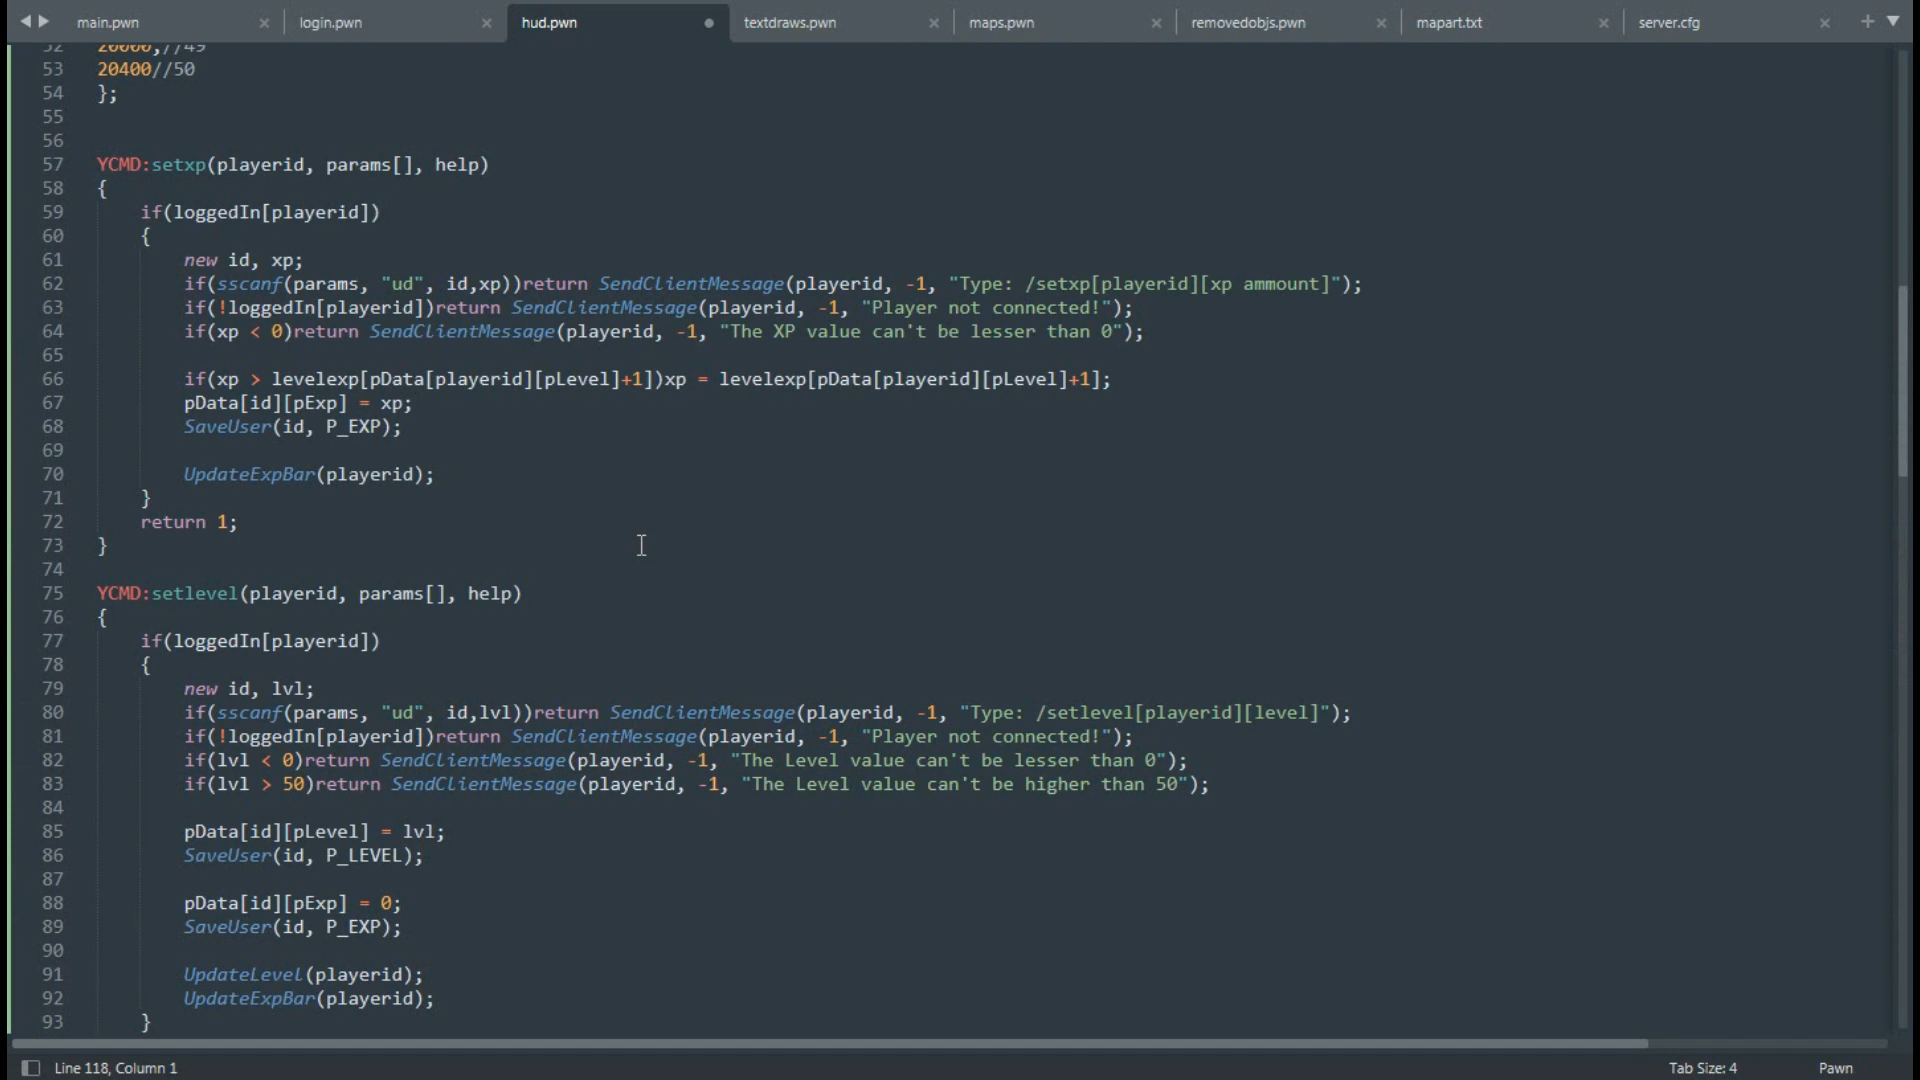 main.pwn × login.pwn × hud.pwn textdraws.pwn × maps.pwn × removedobjs.pwn × mapart.txt × server.cfg × +
52 20000,//49
53 20400//50
54 };
55
56
57 YCMD:setxp(playerid, params[], help)
58 {
59 if(loggedIn[playerid])
60 {
61 new id, xp;
62 if(sscanf(params, "ud", id,xp))return SendClientMessage(playerid, -1, "Type: /setxp[playerid][xp ammount]");
63 if(!loggedIn[playerid])return SendClientMessage(playerid, -1, "Player not connected!");
64 if(xp < 0)return SendClientMessage(playerid, -1, "The XP value can't be lesser than 0");
65
66 if(xp > levelexp[pData[playerid][pLevel]+1])xp = levelexp[pData[playerid][pLevel]+1];
67 pData[id][pExp] = xp;
68 SaveUser(id, P_EXP);
69
70 UpdateExpBar(playerid);
71 }
72 return 1;
73 }
74
75 YCMD:setlevel(playerid, params[], help)
76 {
77 if(loggedIn[playerid])
78 {
79 new id, lvl;
80 if(sscanf(params, "ud", id,lvl))return SendClientMessage(playerid, -1, "Type: /setlevel[playerid][level]");
81 if(!loggedIn[playerid])return SendClientMessage(playerid, -1, "Player not connected!");
82 if(lvl < 0)return SendClientMessage(playerid, -1, "The Level value can't be lesser than 0");
83 if(lvl > 50)return SendClientMessage(playerid, -1, "The Level value can't be higher than 50");
84
85 pData[id][pLevel] = lvl;
86 SaveUser(id, P_LEVEL);
87
88 pData[id][pExp] = 0;
89 SaveUser(id, P_EXP);
90
91 UpdateLevel(playerid);
92 UpdateExpBar(playerid);
93 }
Line 118, Column 1 Tab Size: 4 Pawn